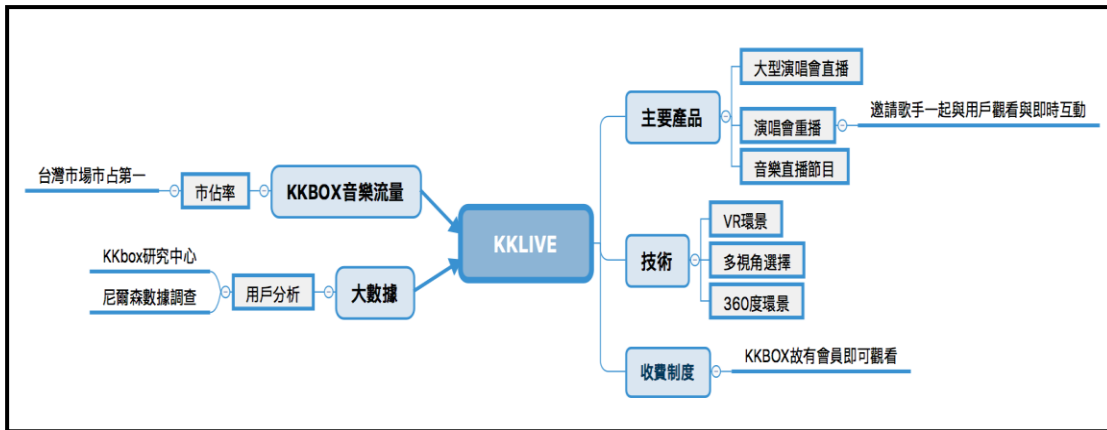 台灣市場市占第一
市佔率
KKBOX音樂流量
KKbox研究中心
尼爾森數據調查
用戶分析
大數據
KKLIVE
主要產品
大型演唱會直播
演唱會重播
邀請歌手一起與用戶觀看與即時互動
音樂直播節目
技術
VR環景
多視角選擇
360度環景
收費制度
KKBOX故有會員即可觀看